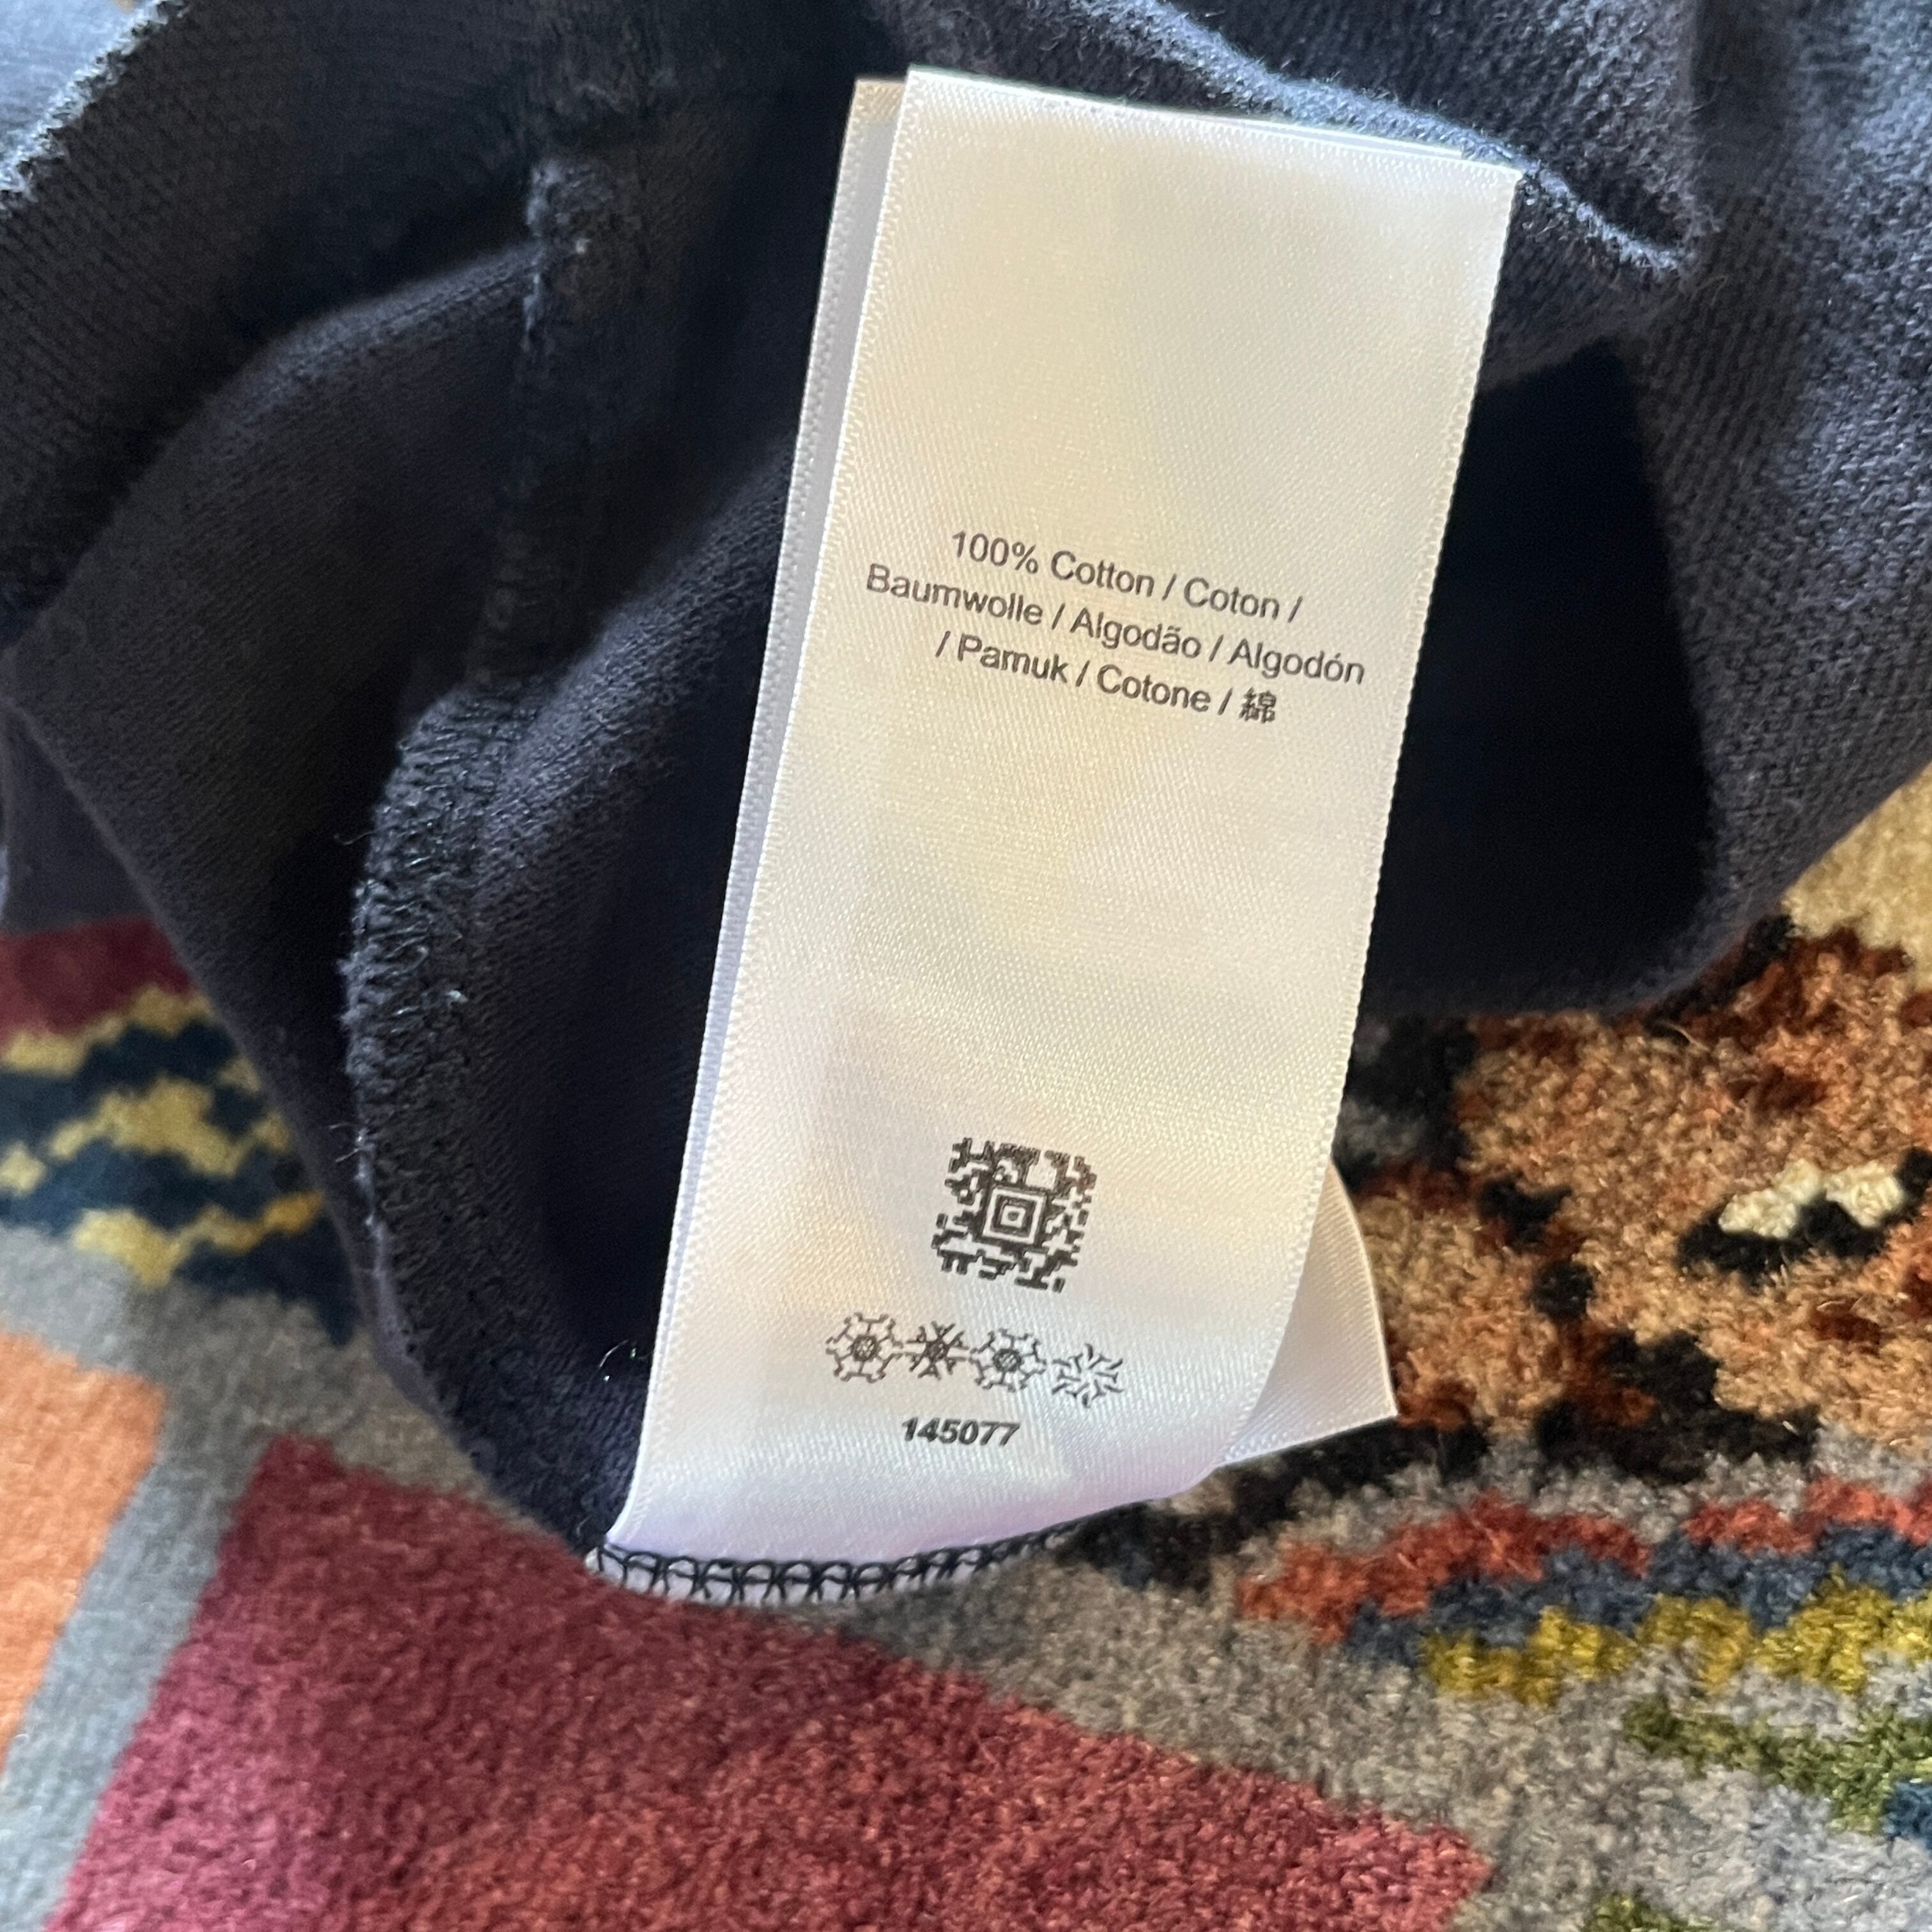 100% Cotton / Coton /
Baumwolle / Algodão / Algodón
/ Pamuk / Cotone / 綿
145077